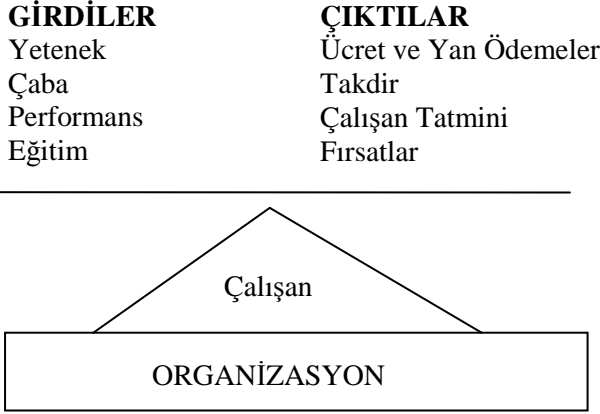 GİRDİLER
Yetenek
Çaba
Performans
Eğitim
ÇIKTILAR
Ücret ve Yan Ödemeler
Takdir
Çalışan Tatmini
Fırsatlar
Çalışan
ORGANİZASYON